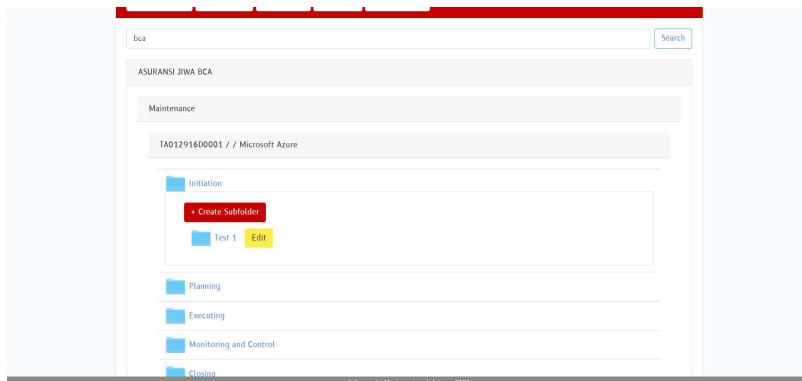 bca
Search
ASURANSI JIWA BCA
Maintenance
TA012916D0001 / / Microsoft Azure
Initiation
+ Create Subfolder
Test 1 Edit
Planning
Executing
Monitoring and Control
Closing